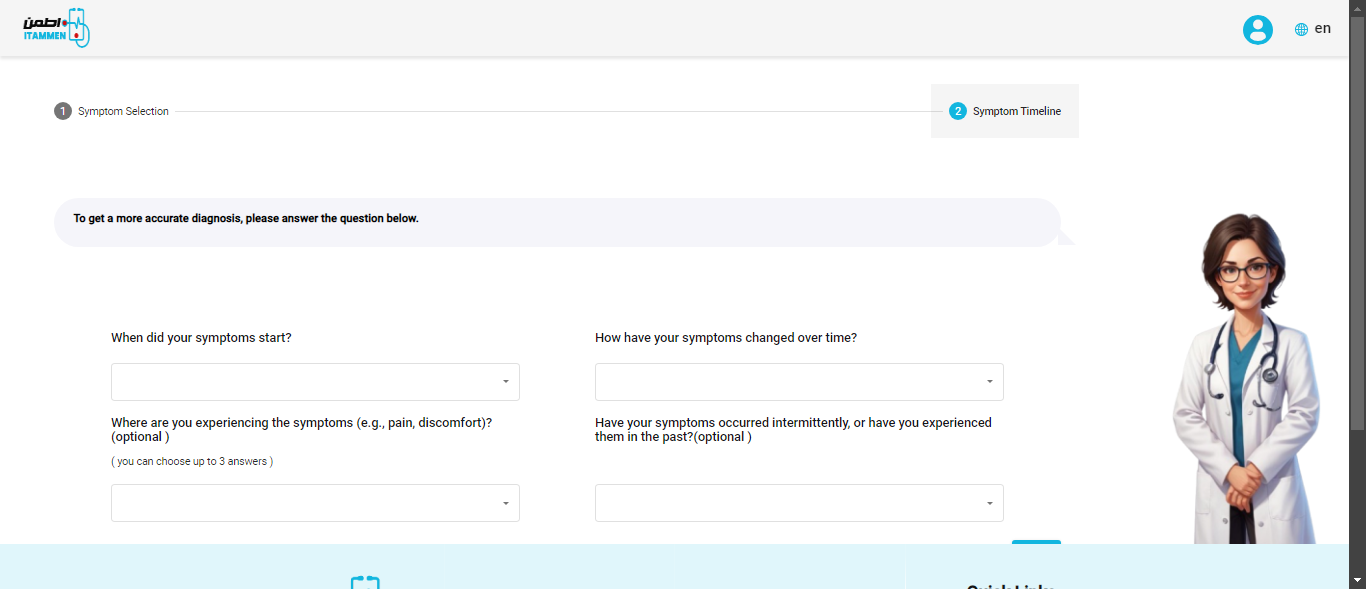 اطمن
ITAMMEN
en
1 Symptom Selection
2 Symptom Timeline
To get a more accurate diagnosis, please answer the question below.
When did your symptoms start?
How have your symptoms changed over time?
Where are you experiencing the symptoms (e.g., pain, discomfort)?
(optional )
( you can choose up to 3 answers )
Have your symptoms occurred intermittently, or have you experienced
them in the past?(optional )
Quick Links